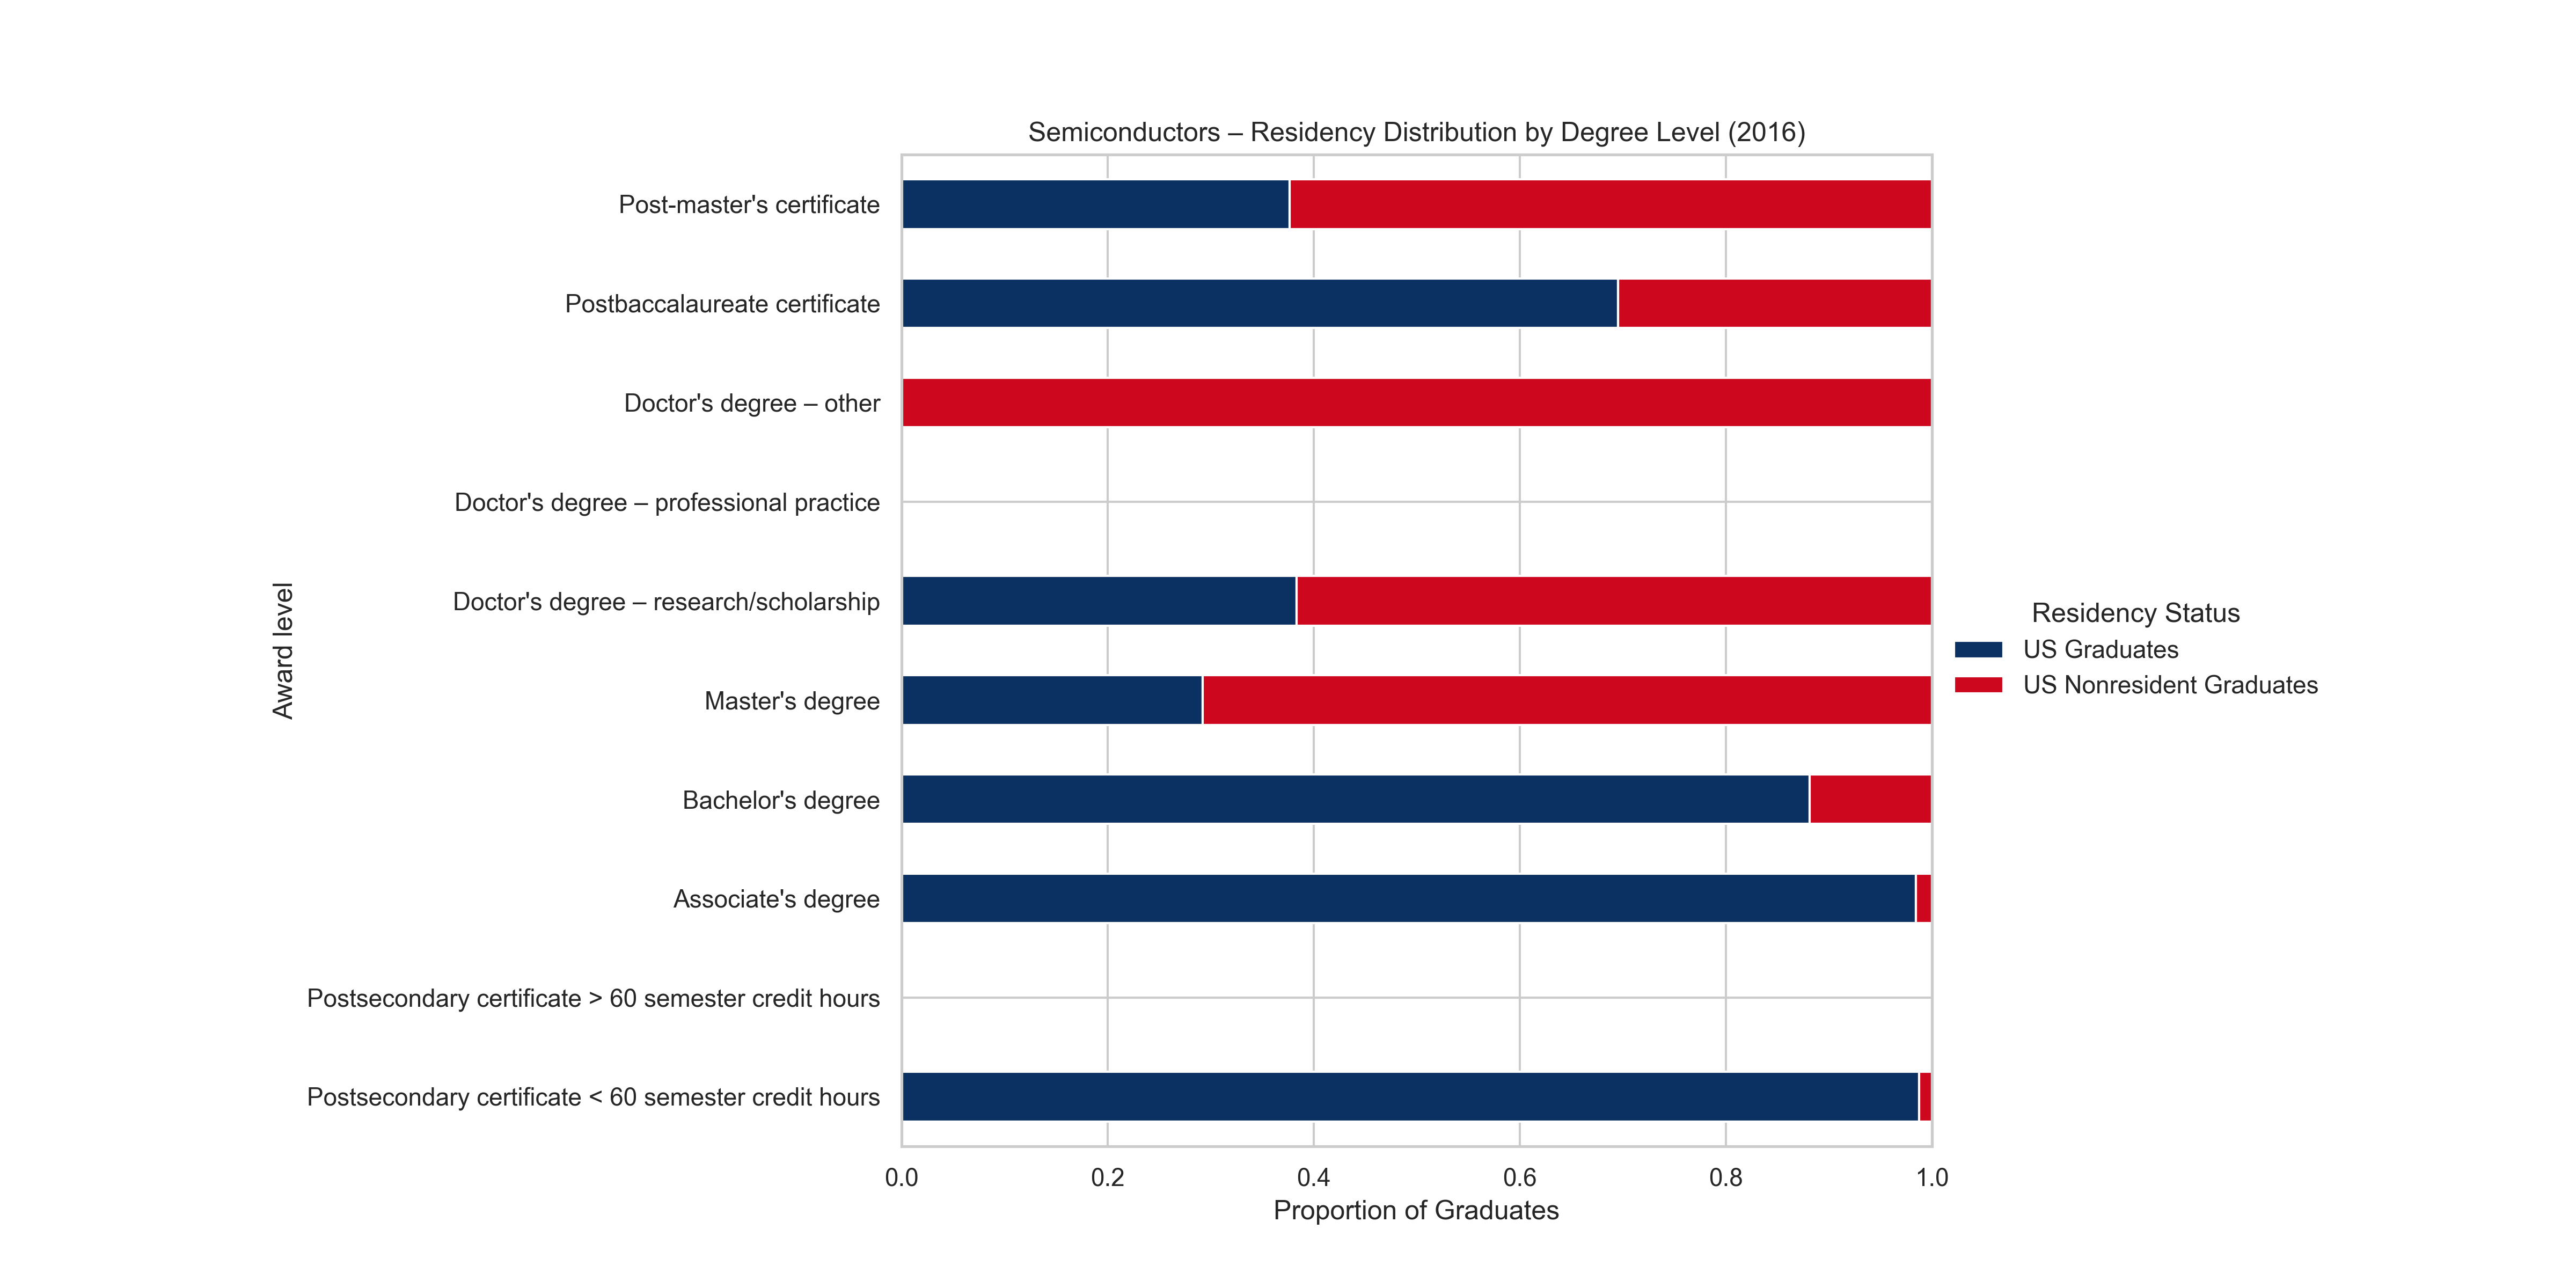 Semiconductors – Residency Distribution by Degree Level (2016)
Award level
Post-master's certificate
Postbaccalaureate certificate
Doctor's degree – other
Doctor's degree – professional practice
Doctor's degree – research/scholarship
Master's degree
Bachelor's degree
Associate's degree
Postsecondary certificate > 60 semester credit hours
Postsecondary certificate < 60 semester credit hours
0.0 0.2 0.4 0.6 0.8 1.0
Proportion of Graduates
Residency Status
US Graduates
US Nonresident Graduates